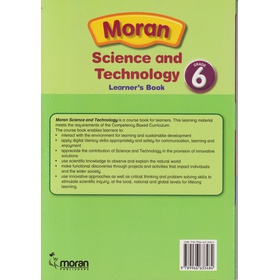 Moran
Science and
Technology
Learner's Book
GRADE
6
Moran Science and Technology is a course book for learners. This learning material
meets the requirements of the Competency Based Curriculum.
The course book enables learners to:
• interact with the environment for learning and sustainable development
• apply digital literacy skills appropriately and safely for communication, learning and
enjoyment
• appreciate the contribution of Science and Technology in the provision of innovative
solutions
• use scientific knowledge to observe and explain the natural world
• make functional discoveries through projects and activities that impact individuals
and the wider society
• use innovative approaches as well as critical thinking and problem solving skills to
stimulate scientific inquiry, at the local, national and global levels for lifelong
learning
moran
PUBLISHERS